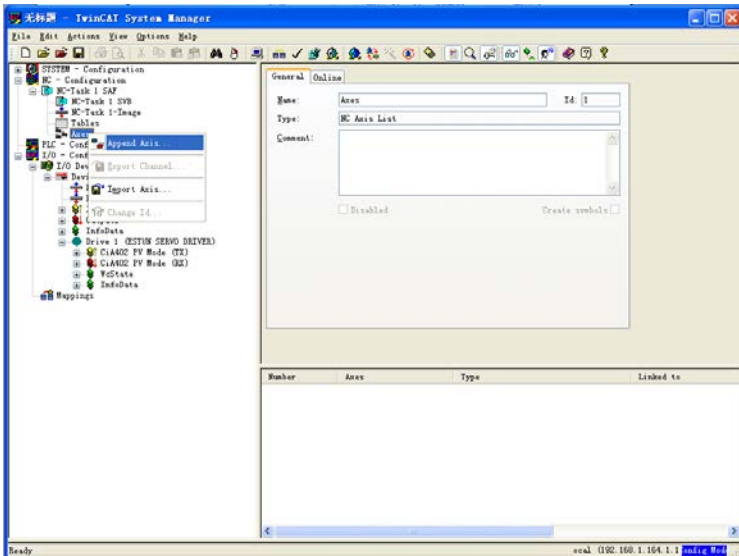 无标题 - TwinCAT System Manager
File Edit Actions View Options Help
SYSTEM - Configuration
NC - Configuration
NC-Task 1 SAF
NC-Task 1 SVB
NC-Task 1-Image
Tables
Axes
PLC - Conf
I/O - Conf
I/O Dev
Devi
InfoData
Drive 1 (ESTUN SERVO DRIVER)
CiA402 PV Mode (TX)
CiA402 PV Mode (RX)
WcState
InfoData
Mappings
Append Axis...
Export Channel...
Import Axis...
Change Id...
General Online
Name: Axes Id: 1
Type: NC Axis List
Comment:
Disabled Create symbols
Number Axes Type Linked to
Ready ocal (192.168.1.164.1.1 onfig Mod